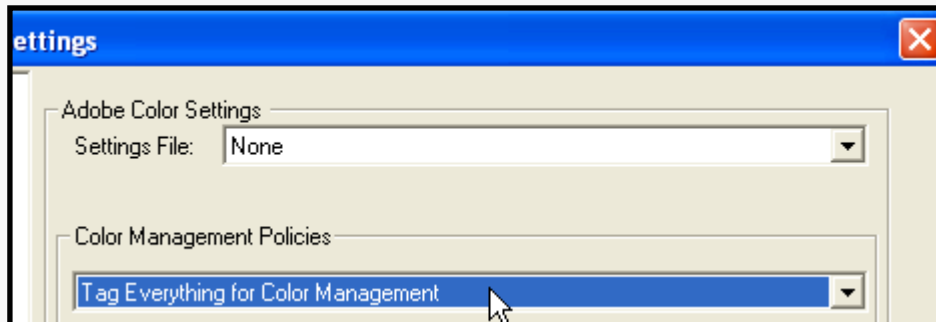 ettings
Adobe Color Settings
Settings File: None
Color Management Policies
Tag Everything for Color Management